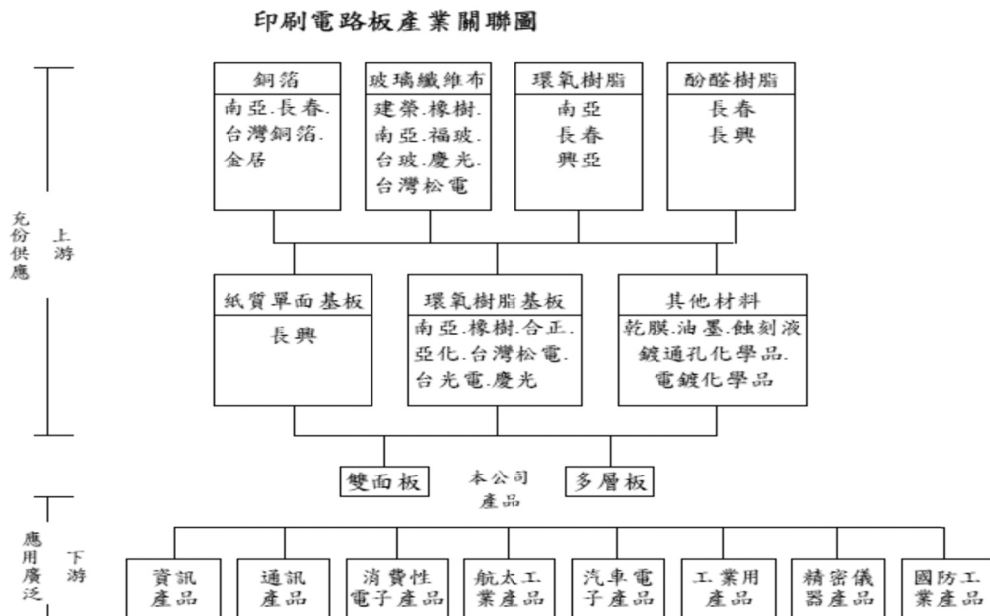 印刷電路板產業關聯圖
銅箔
南亞.長春.
台灣銅箔.
金居
玻璃纖維布
建榮.橡樹.
南亞.福玻.
台玻.慶光.
台灣松電
環氧樹脂
南亞
長春
興亞
酚醛樹脂
長春
長興
充份供應
上游
紙質單面基板
長興
環氧樹脂基板
南亞.橡樹.合正.
亞化.台灣松電.
台光電.慶光
其他材料
乾膜.油墨.蝕刻液
鍍通孔化學品.
電鍍化學品
雙面板
本公司
產品
多層板
應用廣泛
下游
資訊
產品
通訊
產品
消費性
電子產品
航太工
業產品
汽車電
子產品
工業用
產品
精密儀
器產品
國防工
業產品